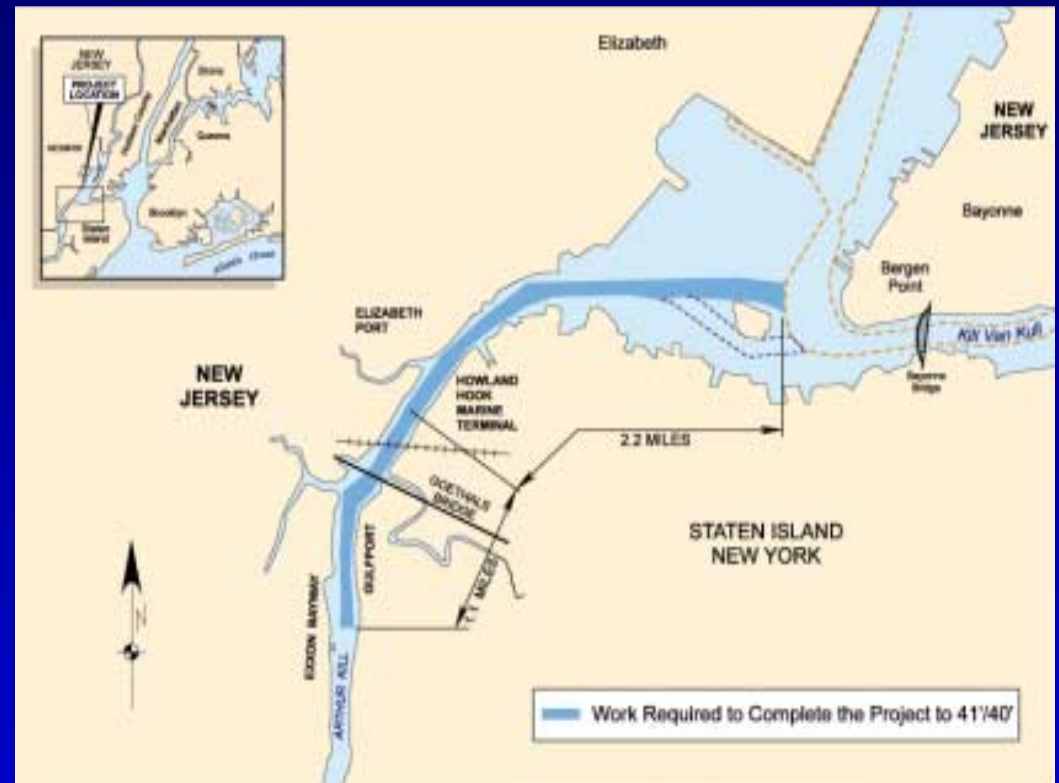 NEW
JERSEY
PROJECT
LOCATION
Bronx
Queens
Brooklyn
Staten
Island
Elizabeth
NEW
JERSEY
Bayonne
Bergen
Point
Kill Van Kull
Bayonne
Bridge
ELIZABETH
PORT
NEW
JERSEY
HOWLAND
HOOK
MARINE
TERMINAL
2.2 MILES
GOETHALS
BRIDGE
GULFPORT
1.1 MILES
STATEN ISLAND
NEW YORK
EXXON BAYWAY
ARTHUR KILL
N
Work Required to Complete the Project to 41'/40'